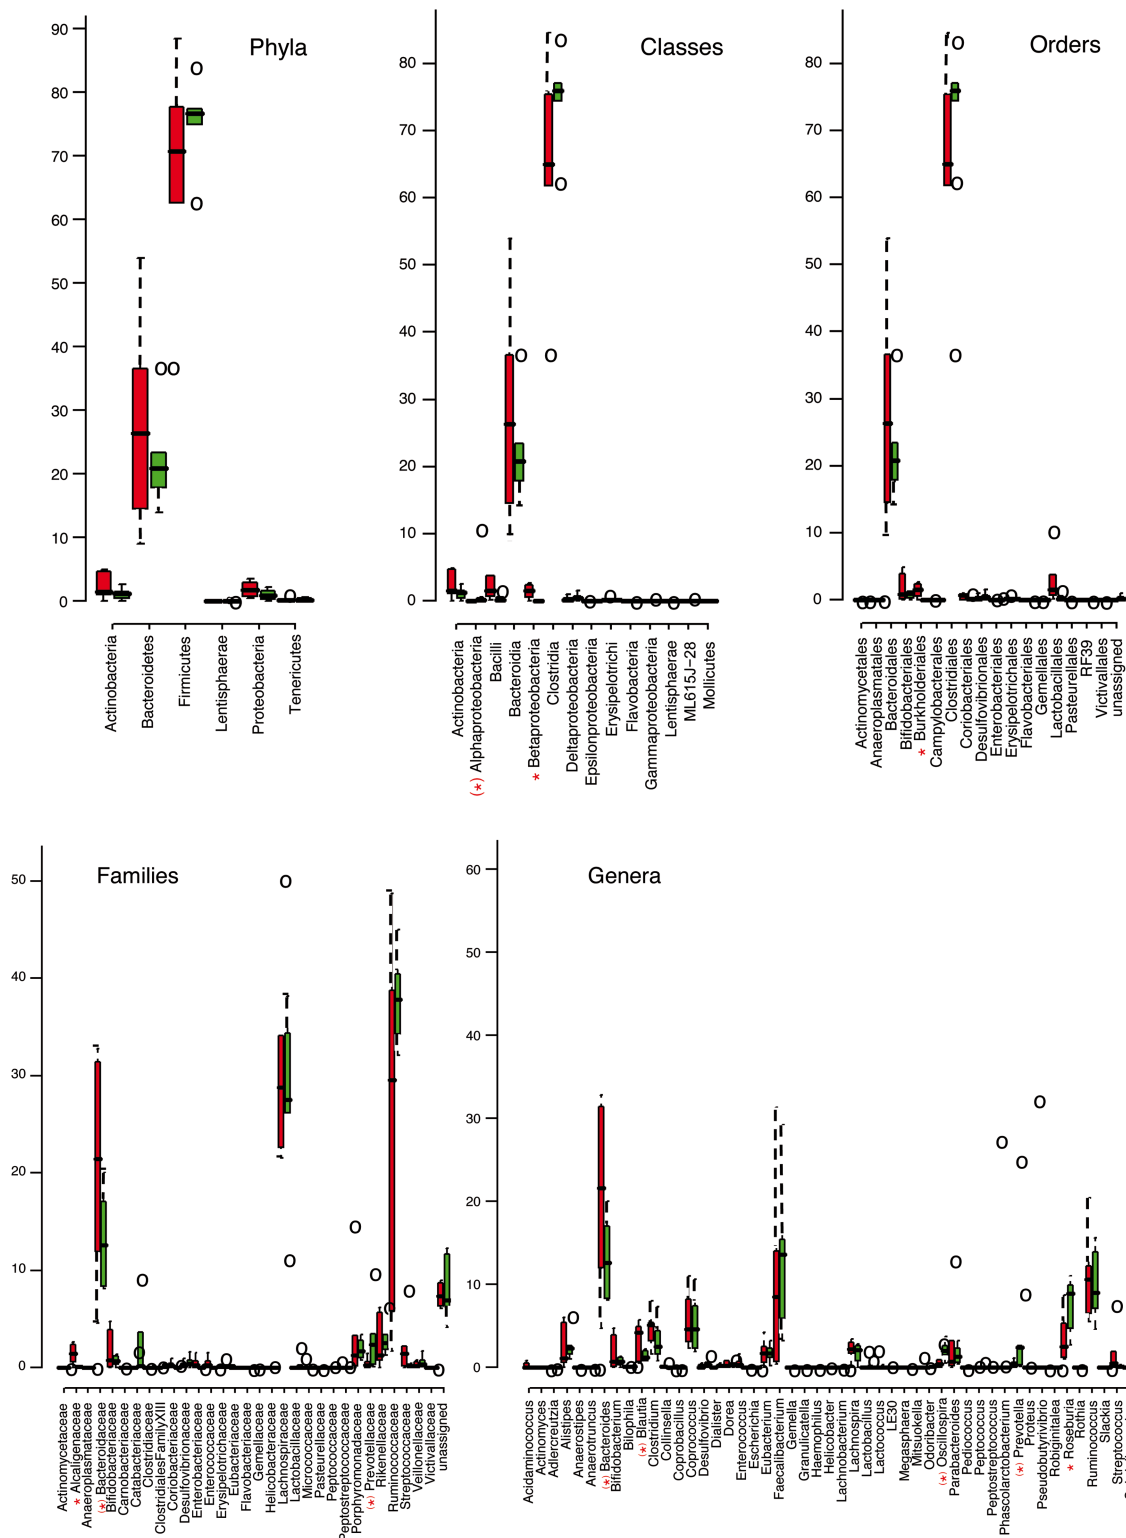 Phyla
90
80
70
60
50
40
30
20
10
0
Actinobacteria
Bacteroidetes
Firmicutes
Lentisphaerae
Proteobacteria
Tenericutes
Classes
80
70
60
50
40
30
20
10
0
Actinobacteria
(*) Alphaproteobacteria
Bacilli
Bacteroidia
* Betaproteobacteria
Clostridia
Deltaproteobacteria
Epsilonproteobacteria
Erysipelotrichi
Flavobacteria
Gammaproteobacteria
Lentisphaerae
ML615J-28
Mollicutes
Orders
80
70
60
50
40
30
20
10
0
Actinomycetales
Anaeroplasmatales
Bacteroidales
Bifidobacteriales
* Burkholderiales
Campylobacterales
Clostridiales
Coriobacteriales
Desulfovibrionales
Enterobacteriales
Erysipelotrichales
Flavobacteriales
Gemellales
Lactobacillales
Pasteurellales
RF39
Victivallales
unassigned
Families
50
40
30
20
10
0
Actinomycetaceae
* Alcaligenaceae
Anaeroplasmataceae
(*) Bacteroidaceae
Bifidobacteriaceae
Carnobacteriaceae
Catabacteriaceae
Clostridiaceae
ClostridialesFamilyXIII
Coriobacteriaceae
Desulfovibrionaceae
Enterobacteriaceae
Enterococcaceae
Erysipelotrichaceae
Eubacteriaceae
Flavobacteriaceae
Gemellaceae
Helicobacteraceae
Lachnospiraceae
Lactobacillaceae
Micrococcaceae
Pasteurellaceae
Peptococcaceae
Peptostreptococcaceae
Porphyromonadaceae
(*) Prevotellaceae
Rikenellaceae
Ruminococcaceae
Streptococcaceae
Veillonellaceae
Victivallaceae
unassigned
Genera
60
50
40
30
20
10
0
Acidaminococcus
Actinomyces
Adlercreutzia
Alistipes
Anaerostipes
Anaerotruncus
(*) Bacteroides
Bifidobacterium
Bilophila
(*) Blautia
Clostridium
Collinsella
Coprobacillus
Coprococcus
Desulfovibrio
Dialister
Dorea
Enterococcus
Escherichia
Eubacterium
Faecalibacterium
Gemella
Granulicatella
Haemophilus
Helicobacter
Lachnobacterium
Lachnospira
Lactobacillus
Lactococcus
LE30
Megasphaera
Mitsuokella
Odoribacter
(*) Oscillospira
Parabacteroides
Pediococcus
Peptococcus
Peptostreptococcus
Phascolarctobacterium
(*) Prevotella
Proteus
Pseudobutyrivibrio
Robiginitalea
* Roseburia
Rothia
Ruminococcus
Slackia
Streptococcus